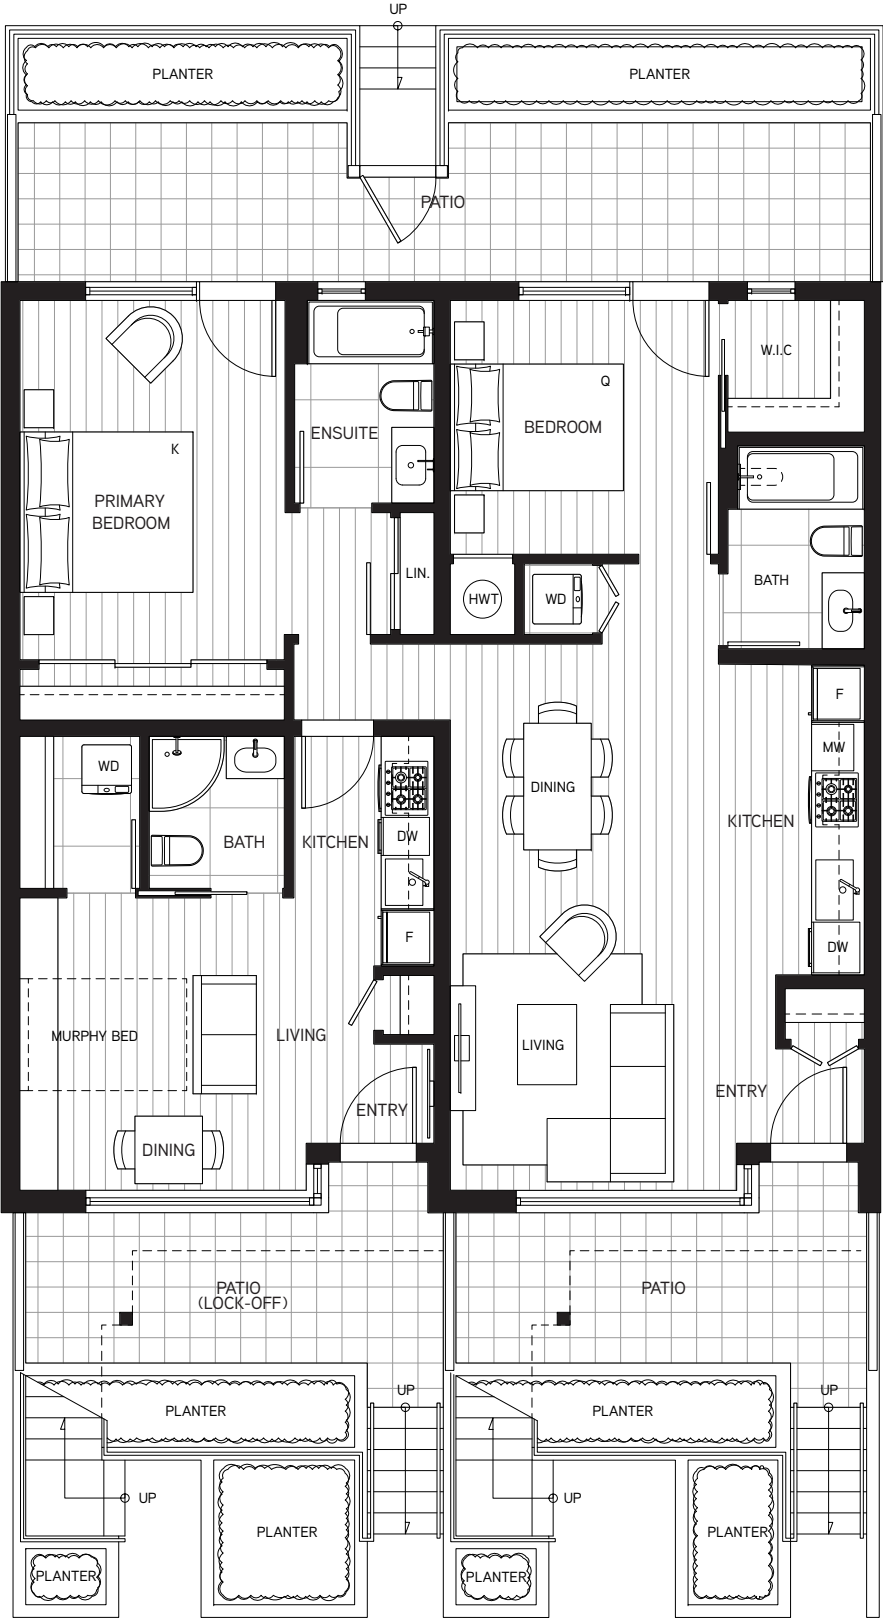 UP
PLANTER
PLANTER
PATIO
W.I.C
Q
BEDROOM
ENSUITE
K
PRIMARY
BEDROOM
LIN.
HWT
WD
BATH
F
MW
WD
DINING
KITCHEN
BATH
KITCHEN
DW
F
DW
MURPHY BED
LIVING
LIVING
ENTRY
ENTRY
DINING
PATIO
(LOCK-OFF)
PATIO
UP
UP
PLANTER
PLANTER
UP
UP
PLANTER
PLANTER
PLANTER
PLANTER